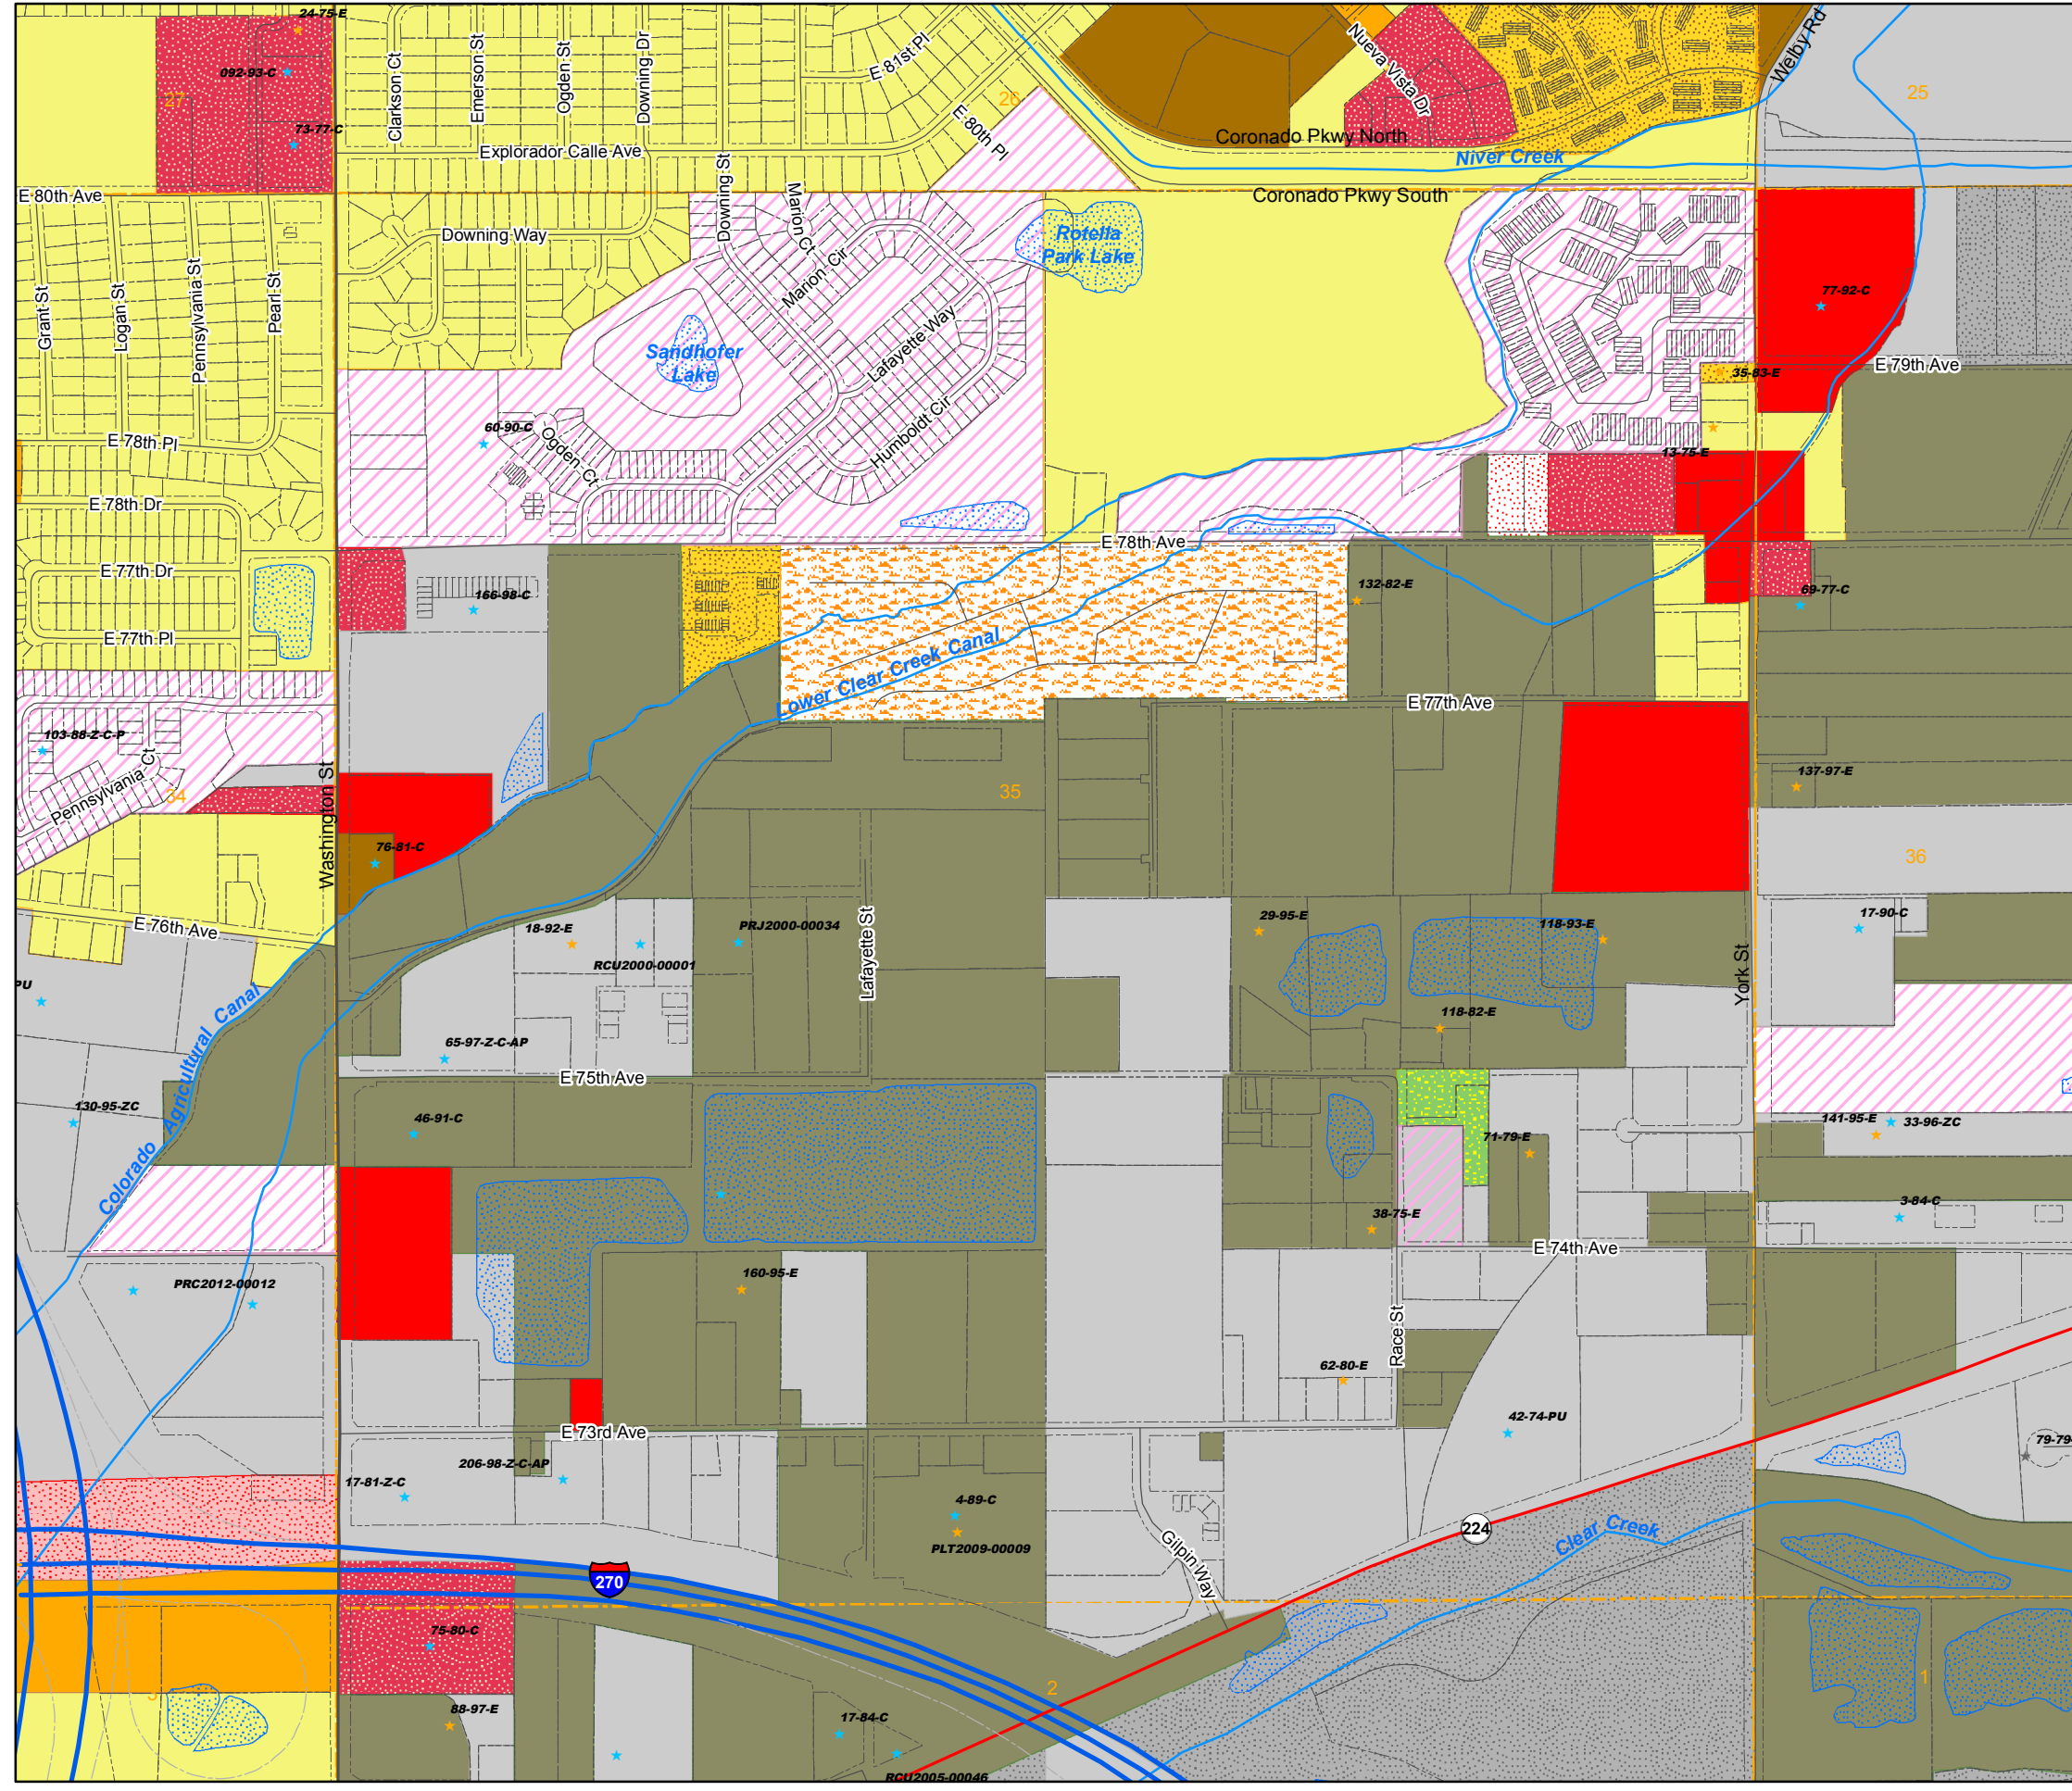 24-75-E
092-93-C
27
73-77-C
Clarkson Ct
Emerson St
Ogden St
Downing Dr
E 81st Pl
26
E 80th Pl
Explorador Calle Ave
Nueva Vista Dr
Coronado Pkwy North
Niver Creek
Welby Rd
25
E 80th Ave
Coronado Pkwy South
Downing Way
Downing St
Marion Ct
Marion Cir
Rotella
Park Lake
Grant St
Logan St
Pennsylvania St
Pearl St
77-92-C
Sandhofer
Lake
Lafayette Way
E 79th Ave
35-83-E
60-90-C
Ogden Ct
Humboldt Cir
E 78th Pl
13-75-E
E 78th Dr
E 78th Ave
E 77th Dr
166-98-C
132-82-E
69-77-C
E 77th Pl
Lower Clear Creek Canal
E 77th Ave
103-88-Z-C-P
Pennsylvania Ct
34
Washington St
35
137-97-E
76-81-C
36
E 76th Ave
18-92-E
RCU2000-00001
PRJ2000-00034
Lafayette St
29-95-E
118-93-E
17-90-C
York St
PU
Colorado Agricultural Canal
118-82-E
65-97-Z-C-AP
E 75th Ave
130-95-ZC
46-91-C
71-79-E
141-95-E
33-96-ZC
38-75-E
3-84-C
E 74th Ave
PRC2012-00012
160-95-E
Race St
62-80-E
42-74-PU
E 73rd Ave
79-79-
17-81-Z-C
206-98-Z-C-AP
4-89-C
PLT2009-00009
Gilpin Way
224
Clear Creek
270
75-80-C
2
1
88-97-E
17-84-C
RCU2005-00046